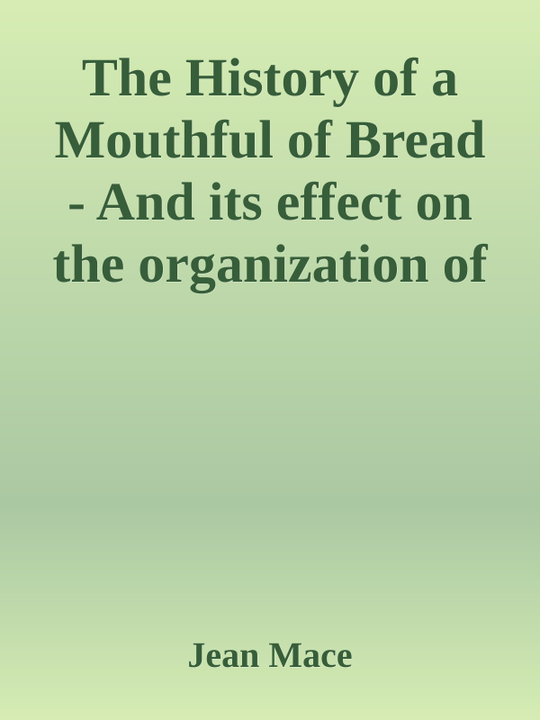 The History of a
Mouthful of Bread
- And its effect on
the organization of
Jean Mace